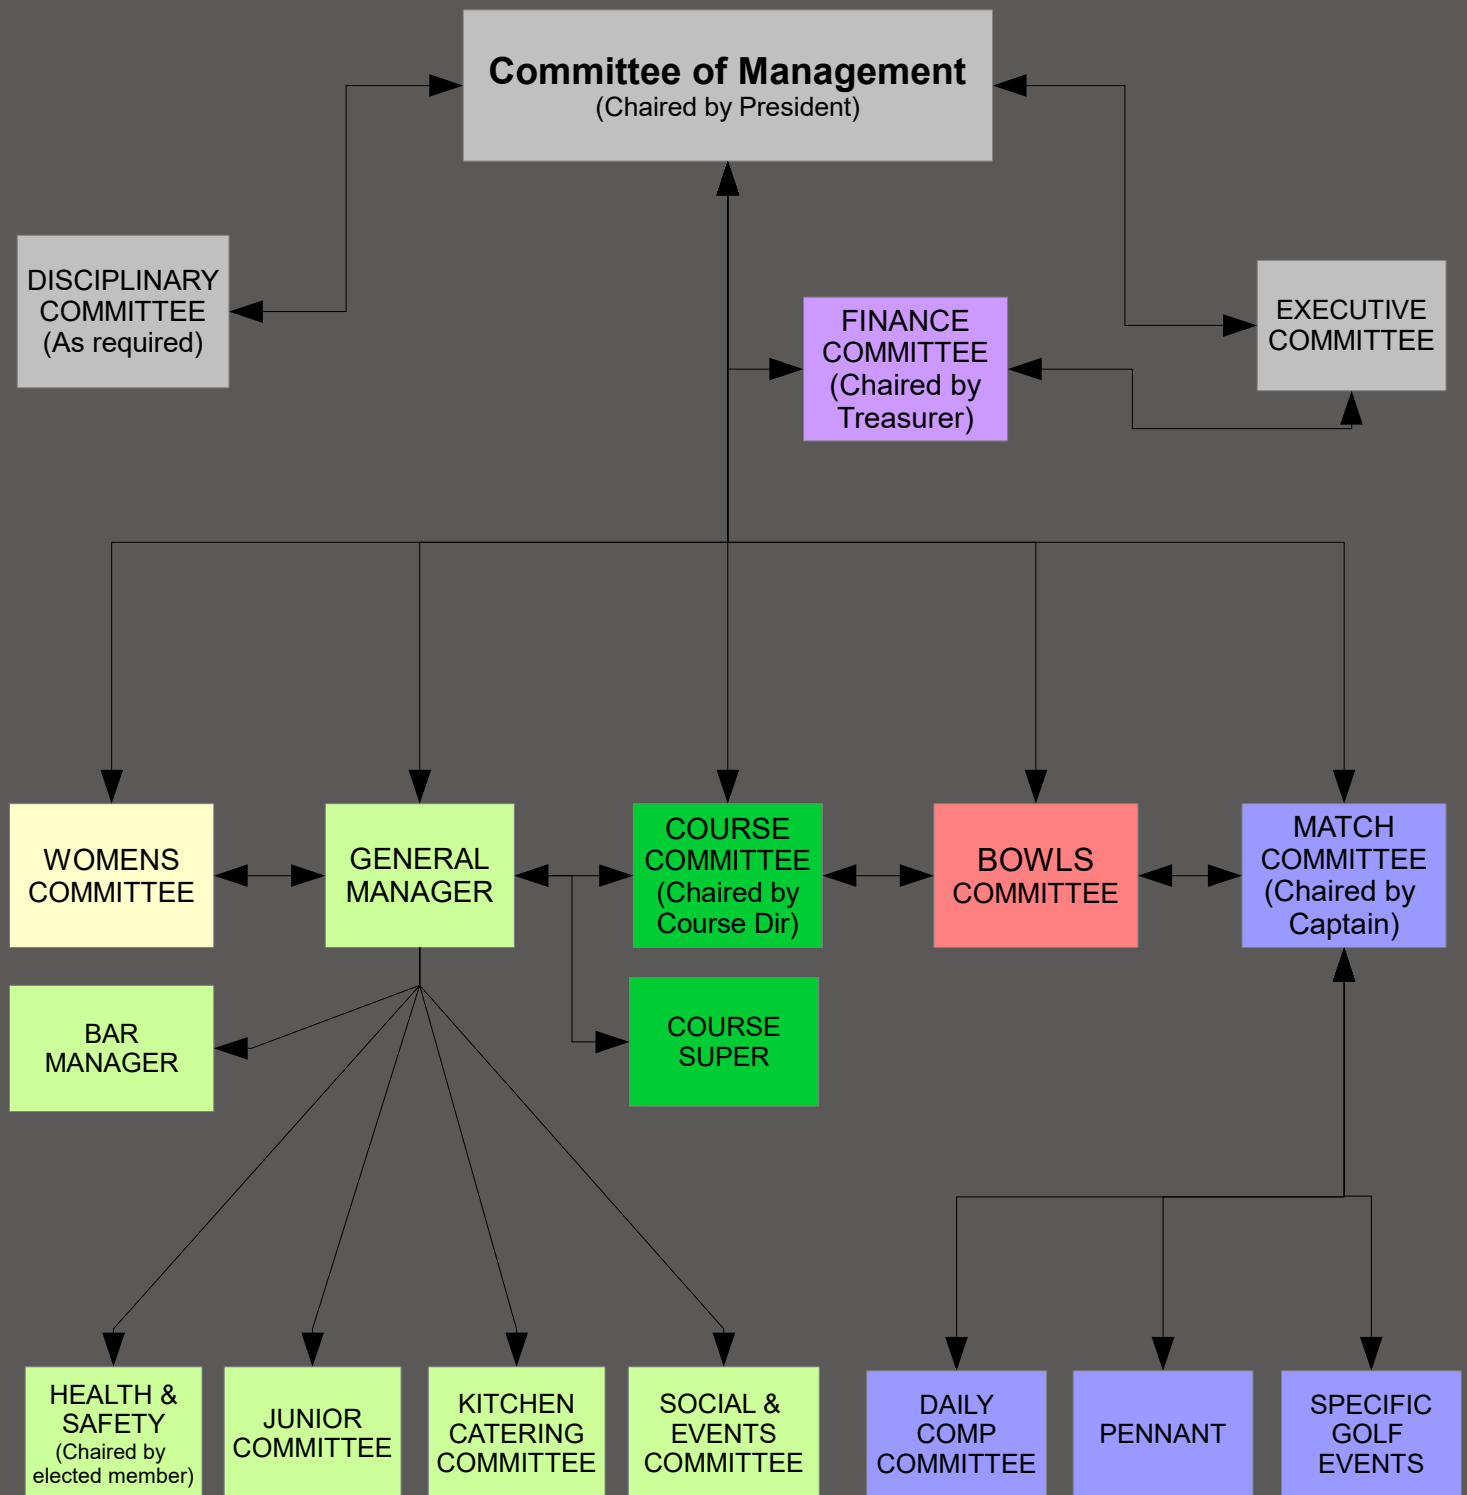 Committee of Management
(Chaired by President)
DISCIPLINARY
COMMITTEE
(As required)
FINANCE
COMMITTEE
(Chaired by
Treasurer)
EXECUTIVE
COMMITTEE
WOMENS
COMMITTEE
GENERAL
MANAGER
COURSE
COMMITTEE
(Chaired by
Course Dir)
BOWLS
COMMITTEE
MATCH
COMMITTEE
(Chaired by
Captain)
BAR
MANAGER
COURSE
SUPER
HEALTH &
SAFETY
(Chaired by
elected member)
JUNIOR
COMMITTEE
KITCHEN
CATERING
COMMITTEE
SOCIAL &
EVENTS
COMMITTEE
DAILY
COMP
COMMITTEE
PENNANT
SPECIFIC
GOLF
EVENTS